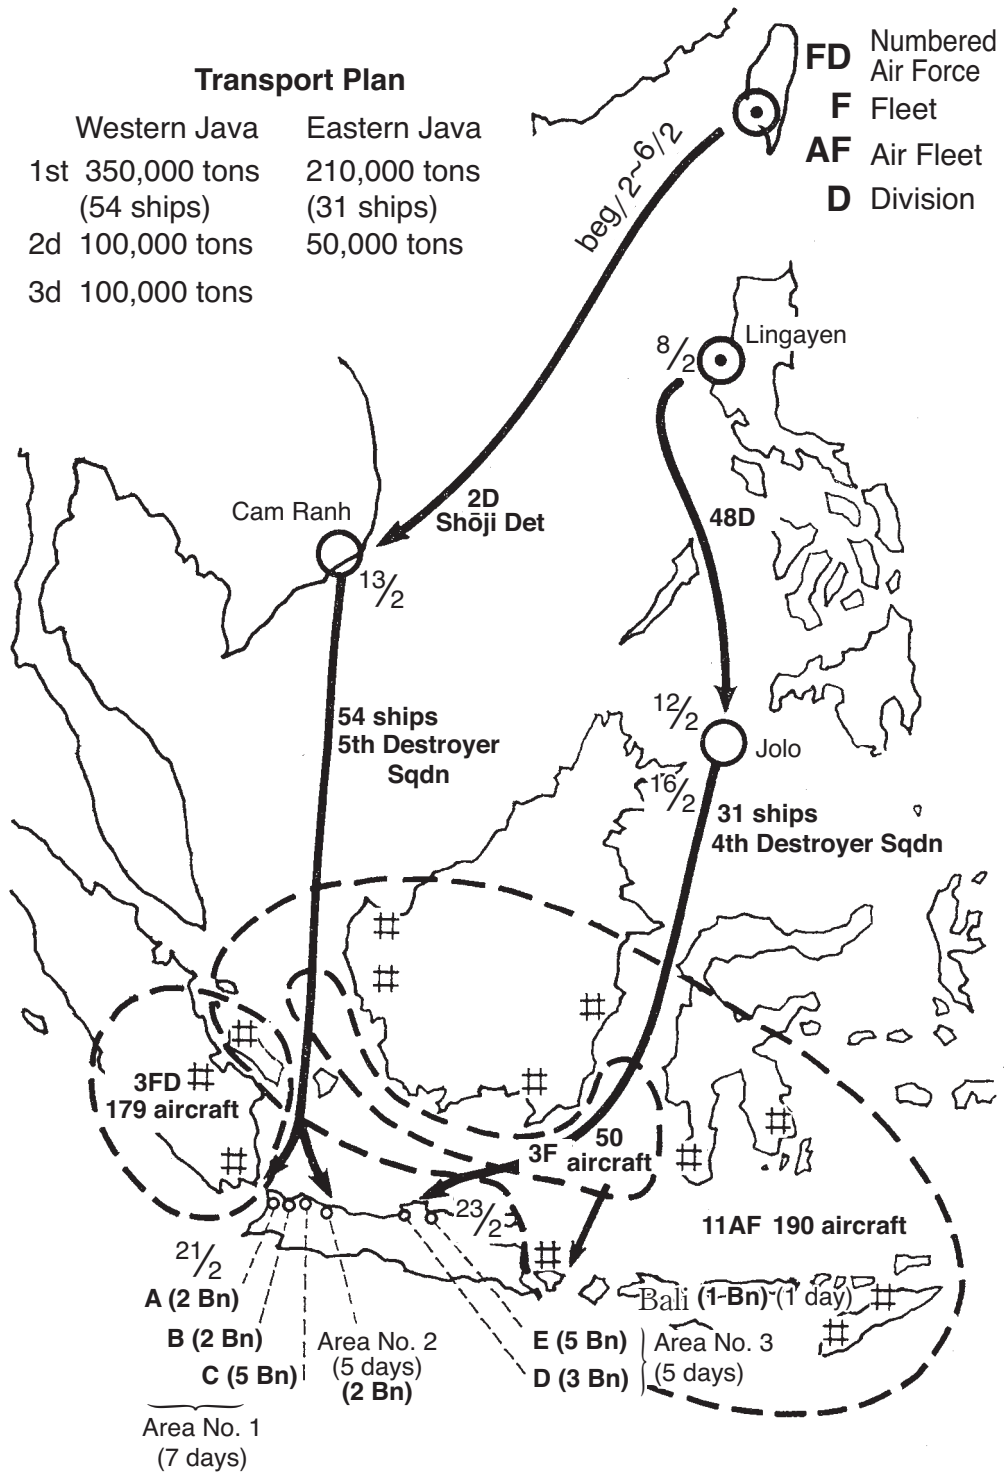 Transport Plan
Western Java Eastern Java
1st 350,000 tons 210,000 tons
(54 ships) (31 ships)
2d 100,000 tons 50,000 tons
3d 100,000 tons
FD Numbered
Air Force
F Fleet
AF Air Fleet
D Division
beg/2~6/2
Lingayen
8/2
Cam Ranh
2D
Shōji Det
48D
13/2
12/2
Jolo
16/2
54 ships
5th Destroyer
Sqdn
31 ships
4th Destroyer Sqdn
3FD
179 aircraft
3F 50
aircraft
23/2
11AF 190 aircraft
21/2
Bali (1 Bn) (1 day)
A (2 Bn)
B (2 Bn)
C (5 Bn)
Area No. 1
(7 days)
Area No. 2
(5 days)
(2 Bn)
E (5 Bn)
D (3 Bn)
Area No. 3
(5 days)